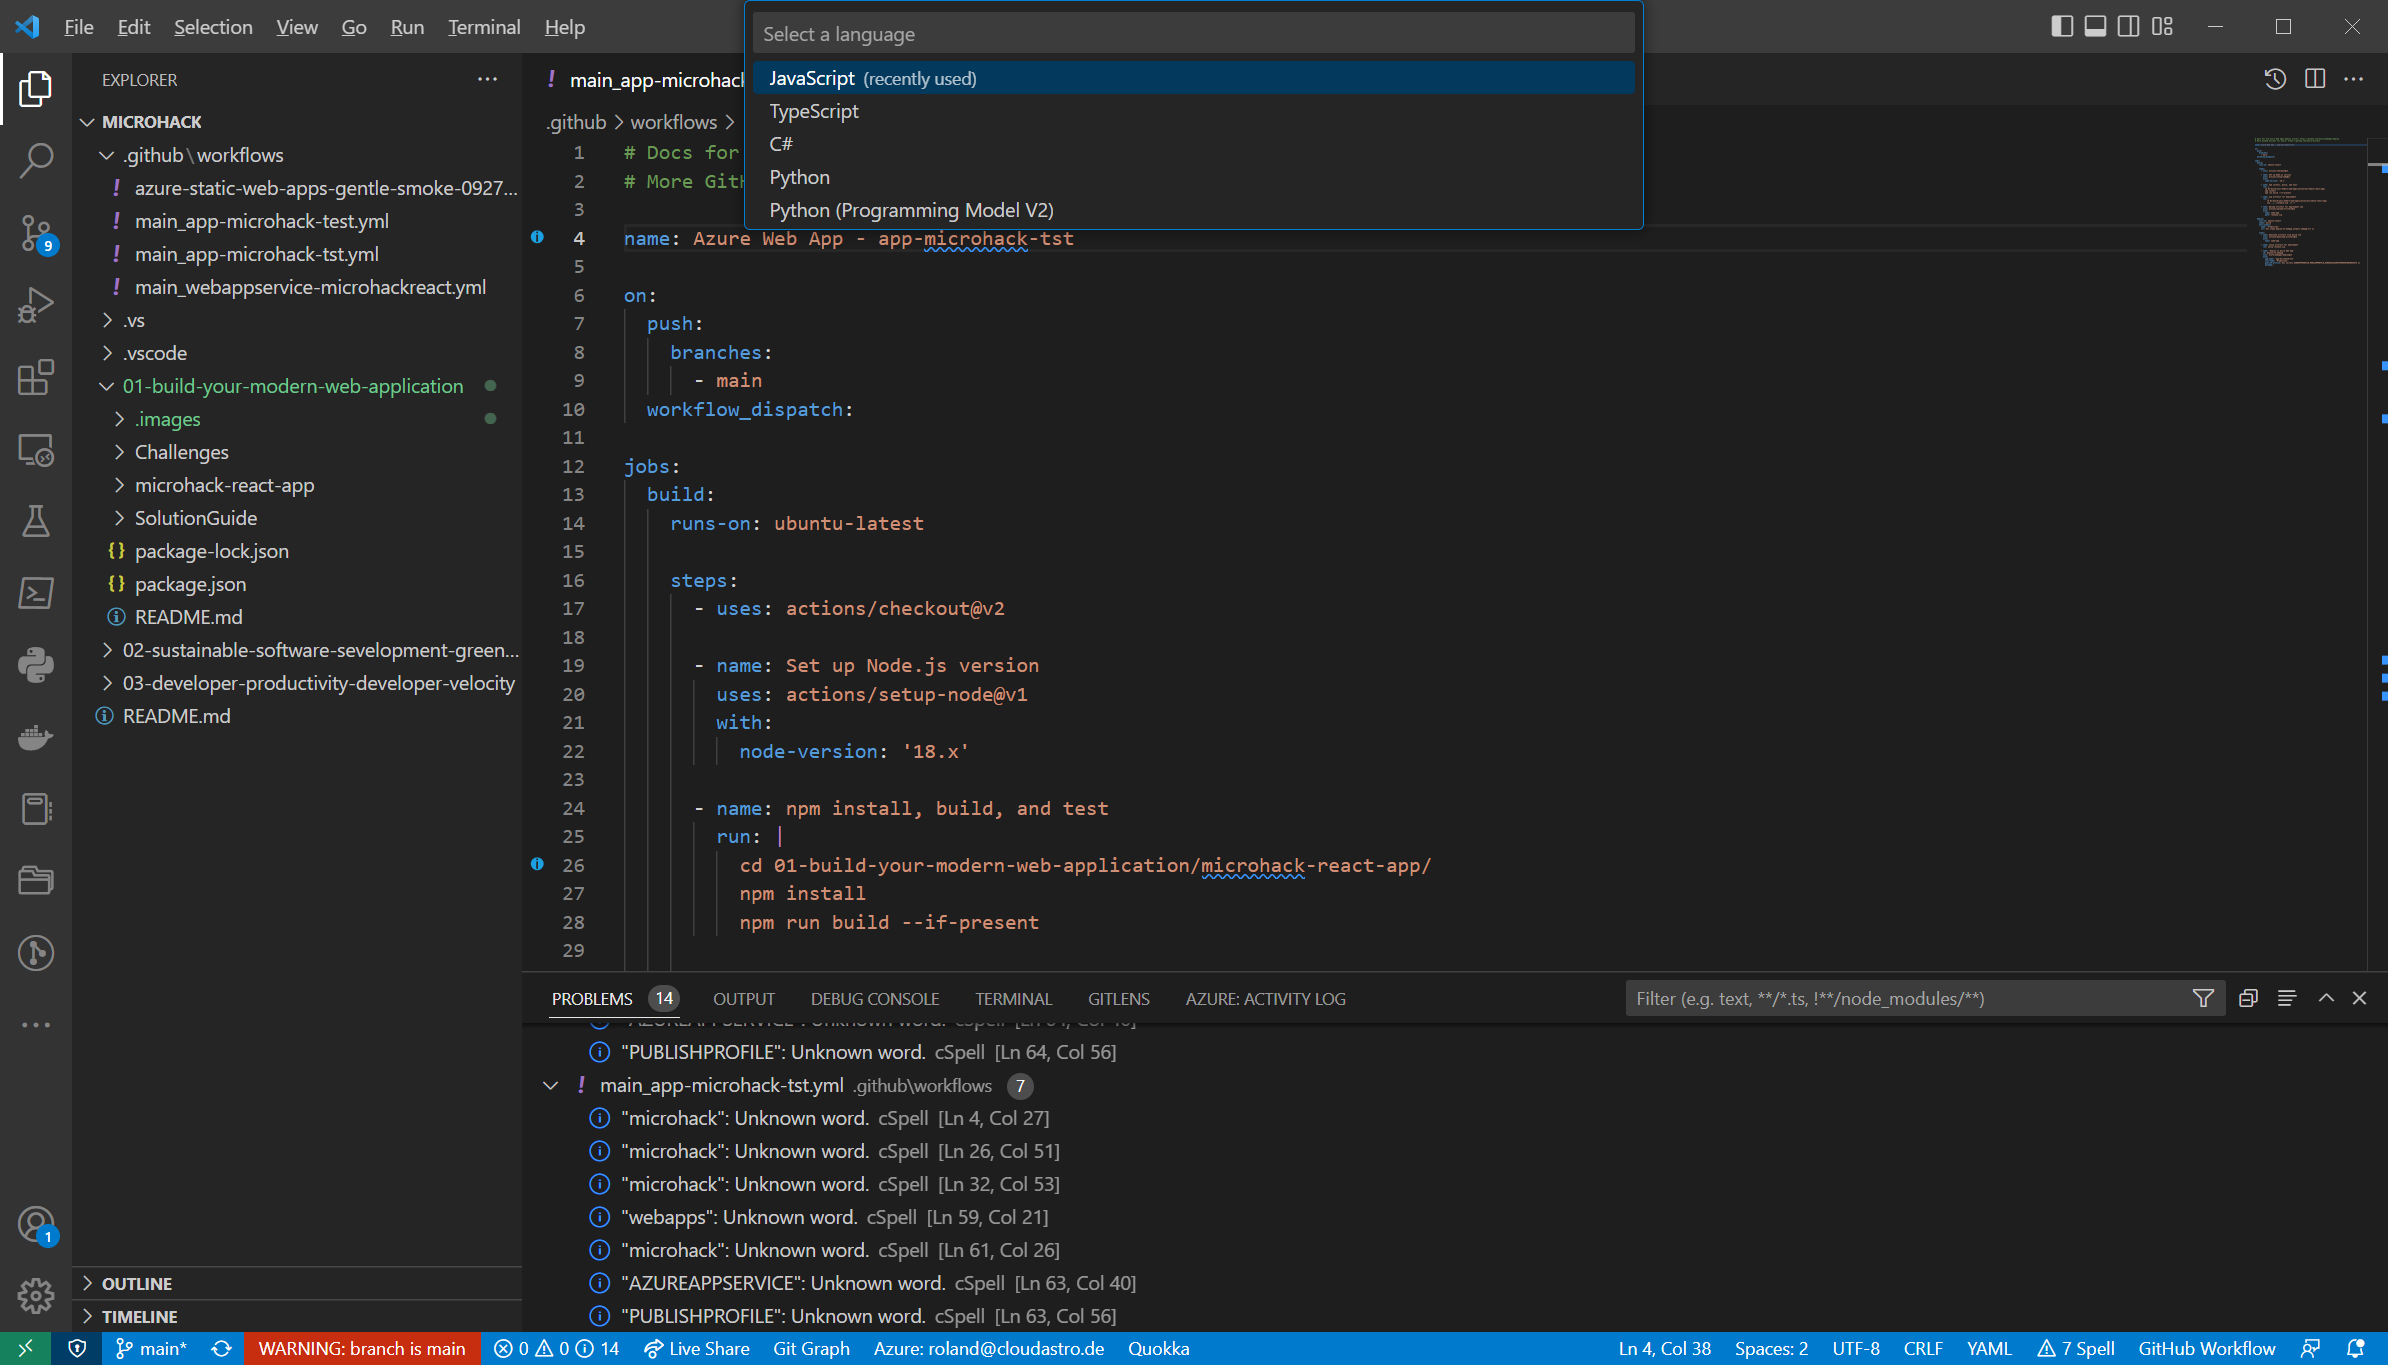 File Edit Selection View Go Run Terminal Help
Select a language
JavaScript (recently used)
TypeScript
C#
Python
Python (Programming Model V2)
EXPLORER
MICROHACK
.github\workflows
azure-static-web-apps-gentle-smoke-0927...
main_app-microhack-test.yml
main_app-microhack-tst.yml
main_webappservice-microhackreact.yml
.vs
.vscode
01-build-your-modern-web-application
.images
Challenges
microhack-react-app
SolutionGuide
package-lock.json
package.json
README.md
02-sustainable-software-sevelopment-green...
03-developer-productivity-developer-velocity
README.md
OUTLINE
TIMELINE
9
1
main_app-microhack
.github > workflows >
1 # Docs for
2 # More GitH
3
4 name: Azure Web App - app-microhack-tst
5
6 on:
7 push:
8 branches:
9 - main
10 workflow_dispatch:
11
12 jobs:
13 build:
14 runs-on: ubuntu-latest
15
16 steps:
17 - uses: actions/checkout@v2
18
19 - name: Set up Node.js version
20 uses: actions/setup-node@v1
21 with:
22 node-version: '18.x'
23
24 - name: npm install, build, and test
25 run: |
26 cd 01-build-your-modern-web-application/microhack-react-app/
27 npm install
28 npm run build --if-present
29
PROBLEMS 14 OUTPUT DEBUG CONSOLE TERMINAL GITLENS AZURE: ACTIVITY LOG
Filter (e.g. text, **/*.ts, !**/node_modules/**)
"PUBLISHPROFILE": Unknown word. cSpell [Ln 64, Col 56]
main_app-microhack-tst.yml .github\workflows 7
"microhack": Unknown word. cSpell [Ln 4, Col 27]
"microhack": Unknown word. cSpell [Ln 26, Col 51]
"microhack": Unknown word. cSpell [Ln 32, Col 53]
"webapps": Unknown word. cSpell [Ln 59, Col 21]
"microhack": Unknown word. cSpell [Ln 61, Col 26]
"AZUREAPPSERVICE": Unknown word. cSpell [Ln 63, Col 40]
"PUBLISHPROFILE": Unknown word. cSpell [Ln 63, Col 56]
main* WARNING: branch is main 0 0 14 Live Share Git Graph Azure: roland@cloudastro.de Quokka Ln 4, Col 38 Spaces: 2 UTF-8 CRLF YAML 7 Spell GitHub Workflow